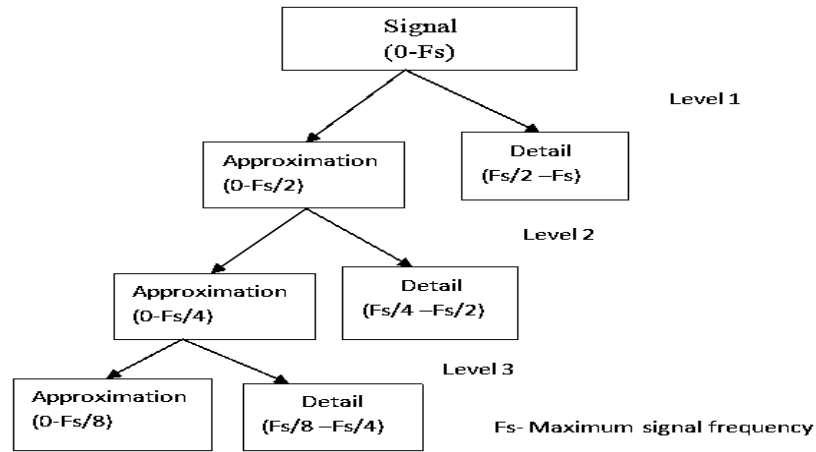 Signal
(0-Fs)
Level 1
Approximation
(0-Fs/2)
Detail
(Fs/2 –Fs)
Level 2
Approximation
(0-Fs/4)
Detail
(Fs/4 –Fs/2)
Level 3
Approximation
(0-Fs/8)
Detail
(Fs/8 –Fs/4)
Fs- Maximum signal frequency